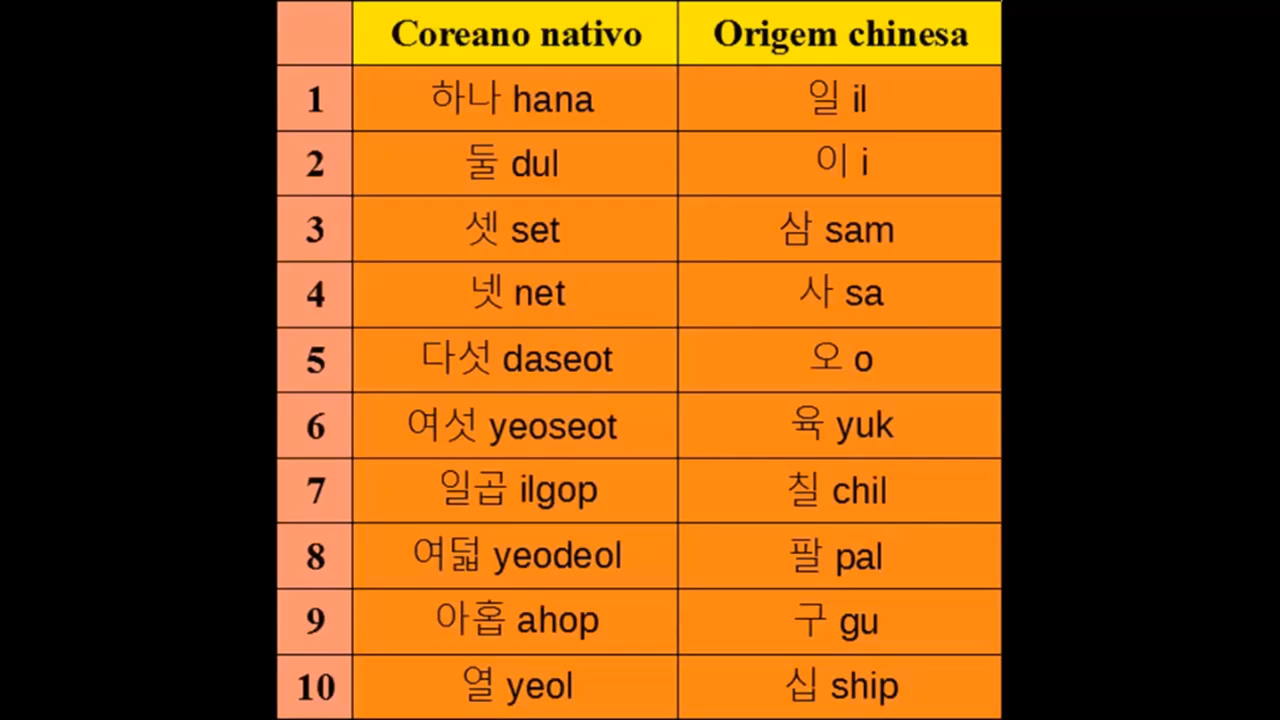 Coreano nativo Origem chinesa
1 하나 hana 일 il
2 둘 dul 이 i
3 셋 set 삼 sam
4 넷 net 사 sa
5 다섯 daseot 오 o
6 여섯 yeoseot 육 yuk
7 일곱 ilgop 칠 chil
8 여덟 yeodeol 팔 pal
9 아홉 ahop 구 gu
10 열 yeol 십 ship